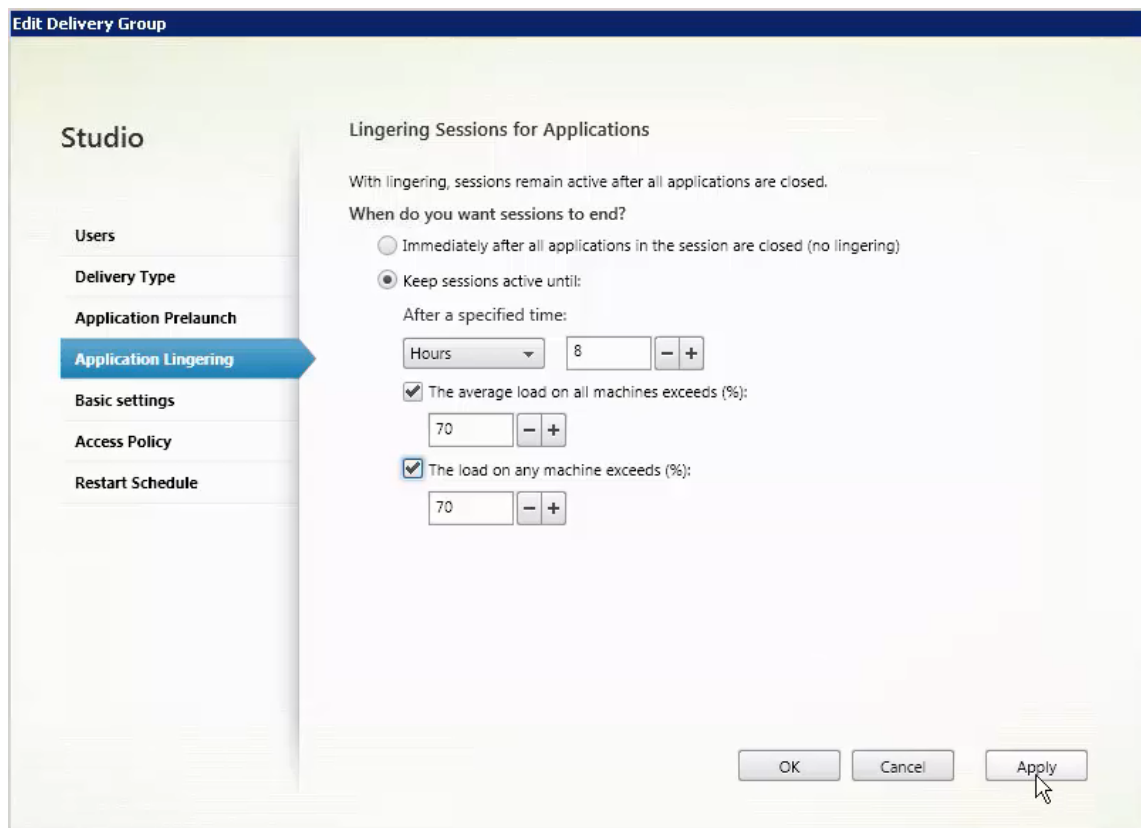 Edit Delivery Group
Studio
Users
Delivery Type
Application Prelaunch
Application Lingering
Basic settings
Access Policy
Restart Schedule
Lingering Sessions for Applications
With lingering, sessions remain active after all applications are closed.
When do you want sessions to end?
Immediately after all applications in the session are closed (no lingering)
Keep sessions active until:
After a specified time:
Hours 8 − +
The average load on all machines exceeds (%):
70 − +
The load on any machine exceeds (%):
70 − +
OK Cancel Apply